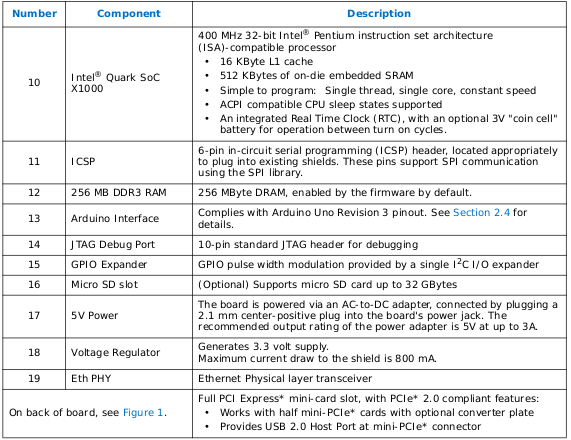 Number Component Description
400 MHz 32-bit Intel® Pentium instruction set architecture
(ISA)-compatible processor
• 16 KByte L1 cache
• 512 KBytes of on-die embedded SRAM
10 Intel® Quark SoC X1000
• Simple to program: Single thread, single core, constant speed
• ACPI compatible CPU sleep states supported
• An integrated Real Time Clock (RTC), with an optional 3V "coin cell"
battery for operation between turn on cycles.
6-pin in-circuit serial programming (ICSP) header, located appropriately
11 ICSP to plug into existing shields. These pins support SPI communication
using the SPI library.
12 256 MB DDR3 RAM 256 MByte DRAM, enabled by the firmware by default.
13 Arduino Interface Complies with Arduino Uno Revision 3 pinout. See Section 2.4 for
details.
14 JTAG Debug Port 10-pin standard JTAG header for debugging
15 GPIO Expander GPIO pulse width modulation provided by a single I2C I/O expander
16 Micro SD slot (Optional) Supports micro SD card up to 32 GBytes
The board is powered via an AC-to-DC adapter, connected by plugging a
17 5V Power 2.1 mm center-positive plug into the board's power jack. The
recommended output rating of the power adapter is 5V at up to 3A.
18 Voltage Regulator Generates 3.3 volt supply.
Maximum current draw to the shield is 800 mA.
19 Eth PHY Ethernet Physical layer transceiver
Full PCI Express* mini-card slot, with PCIe* 2.0 compliant features:
On back of board, see Figure 1. • Works with half mini-PCIe* cards with optional converter plate
• Provides USB 2.0 Host Port at mini-PCIe* connector